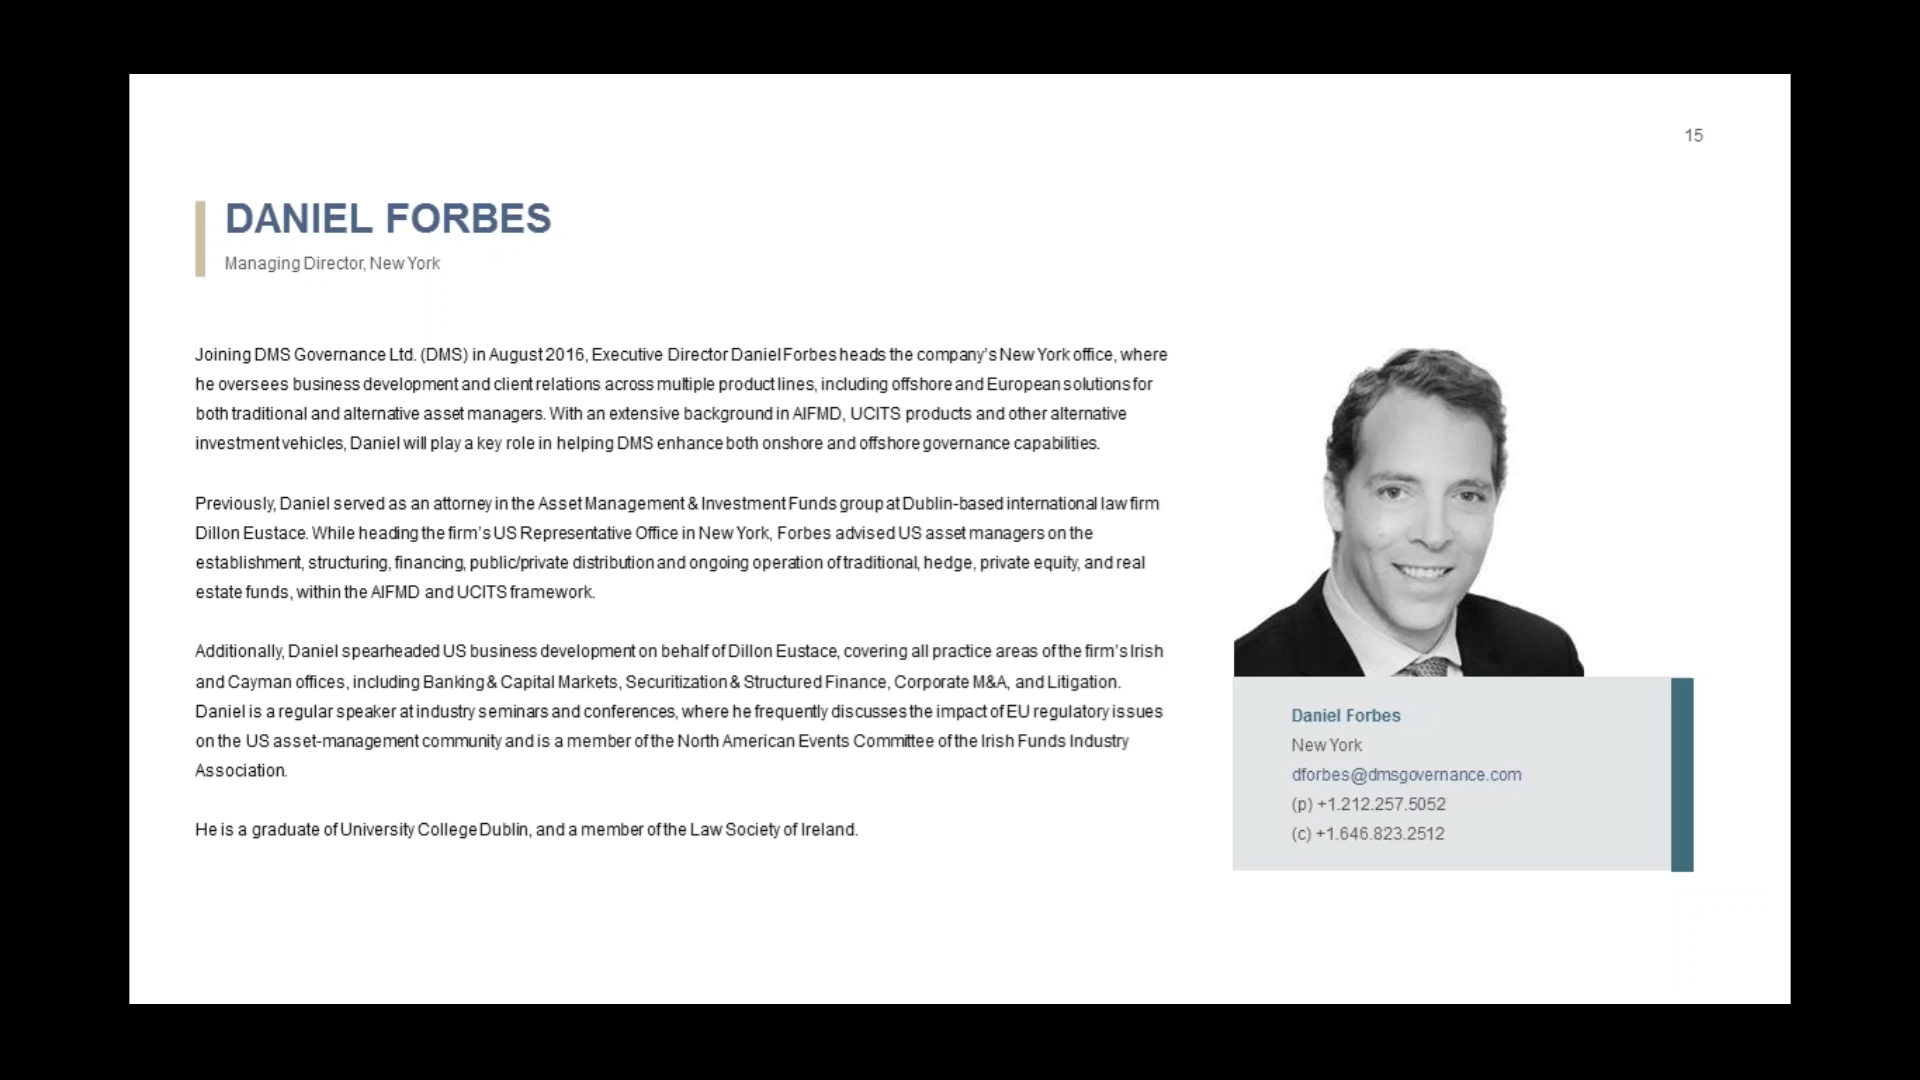 15
DANIEL FORBES
Managing Director, New York
Joining DMS Governance Ltd. (DMS) in August 2016, Executive Director Daniel Forbes heads the company's New York office, where
he oversees business development and client relations across multiple product lines, including offshore and European solutions for
both traditional and alternative asset managers. With an extensive background in AIFMD, UCITS products and other alternative
investment vehicles, Daniel will play a key role in helping DMS enhance both onshore and offshore governance capabilities.
Previously, Daniel served as an attorney in the Asset Management & Investment Funds group at Dublin-based international law firm
Dillon Eustace. While heading the firm's US Representative Office in New York, Forbes advised US asset managers on the
establishment, structuring, financing, public/private distribution and ongoing operation of traditional, hedge, private equity, and real
estate funds, within the AIFMD and UCITS framework.
Additionally, Daniel spearheaded US business development on behalf of Dillon Eustace, covering all practice areas of the firm's Irish
and Cayman offices, including Banking & Capital Markets, Securitization & Structured Finance, Corporate M&A, and Litigation.
Daniel is a regular speaker at industry seminars and conferences, where he frequently discusses the impact of EU regulatory issues
on the US asset-management community and is a member of the North American Events Committee of the Irish Funds Industry
Association.
He is a graduate of University College Dublin, and a member of the Law Society of Ireland.
Daniel Forbes
New York
dforbes@dmsgovernance.com
(p) +1.212.257.5052
(c) +1.646.823.2512